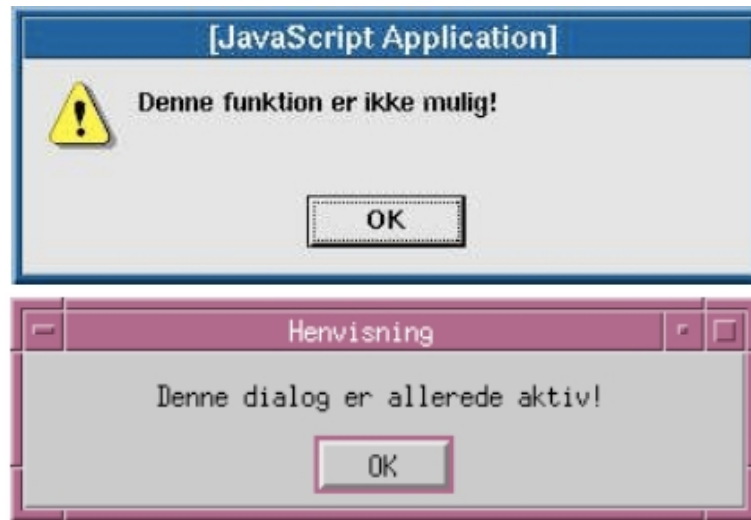 [JavaScript Application]
Denne funktion er ikke mulig!
OK
Henvisning
Denne dialog er allerede aktiv!
OK